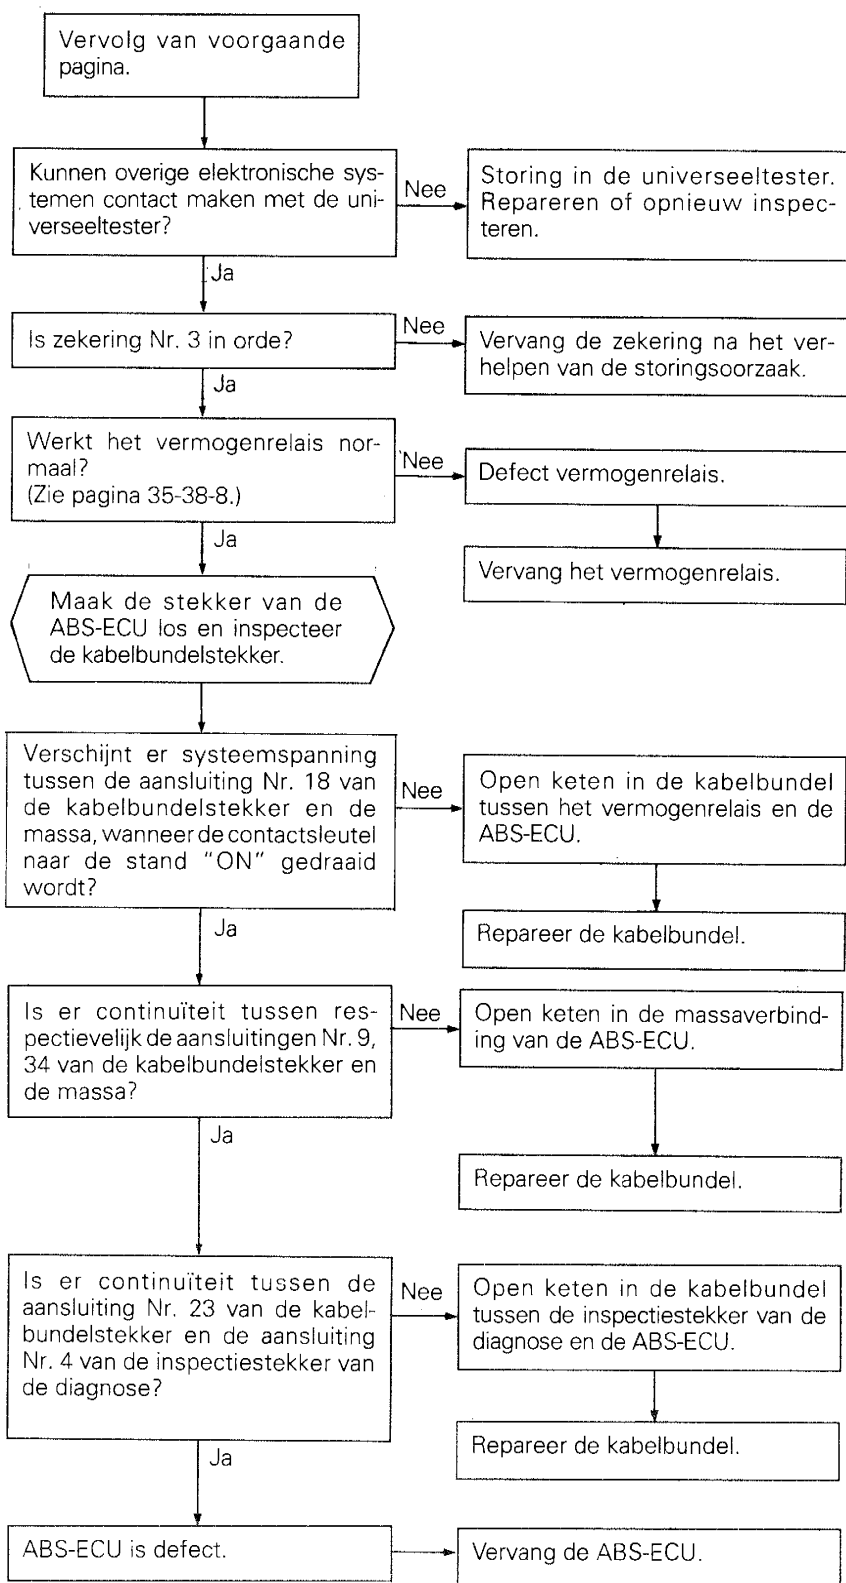 Vervolg van voorgaande
pagina.
Kunnen overige elektronische sys-
temen contact maken met de uni-
verseeltester?
Nee
Storing in de universeeltester.
Repareren of opnieuw inspec-
teren.
Ja
Is zekering Nr. 3 in orde?
Nee
Vervang de zekering na het ver-
helpen van de storingsoorzaak.
Ja
Werkt het vermogenrelais nor-
maal?
(Zie pagina 35-38-8.)
Nee
Defect vermogenrelais.
Vervang het vermogenrelais.
Ja
Maak de stekker van de
ABS-ECU los en inspecteer
de kabelbundelstekker.
Verschijnt er systeemspanning
tussen de aansluiting Nr. 18 van
de kabelbundelstekker en de
massa, wanneer de contactsleutel
naar de stand "ON" gedraaid
wordt?
Nee
Open keten in de kabelbundel
tussen het vermogenrelais en de
ABS-ECU.
Repareer de kabelbundel.
Ja
Is er continuïteit tussen res-
pectievelijk de aansluitingen Nr. 9,
34 van de kabelbundelstekker en
de massa?
Nee
Open keten in de massaverbind-
ing van de ABS-ECU.
Repareer de kabelbundel.
Ja
Is er continuïteit tussen de
aansluiting Nr. 23 van de kabel-
bundelstekker en de aansluiting
Nr. 4 van de inspectiestekker van
de diagnose?
Nee
Open keten in de kabelbundel
tussen de inspectiestekker van de
diagnose en de ABS-ECU.
Repareer de kabelbundel.
Ja
ABS-ECU is defect.
Vervang de ABS-ECU.